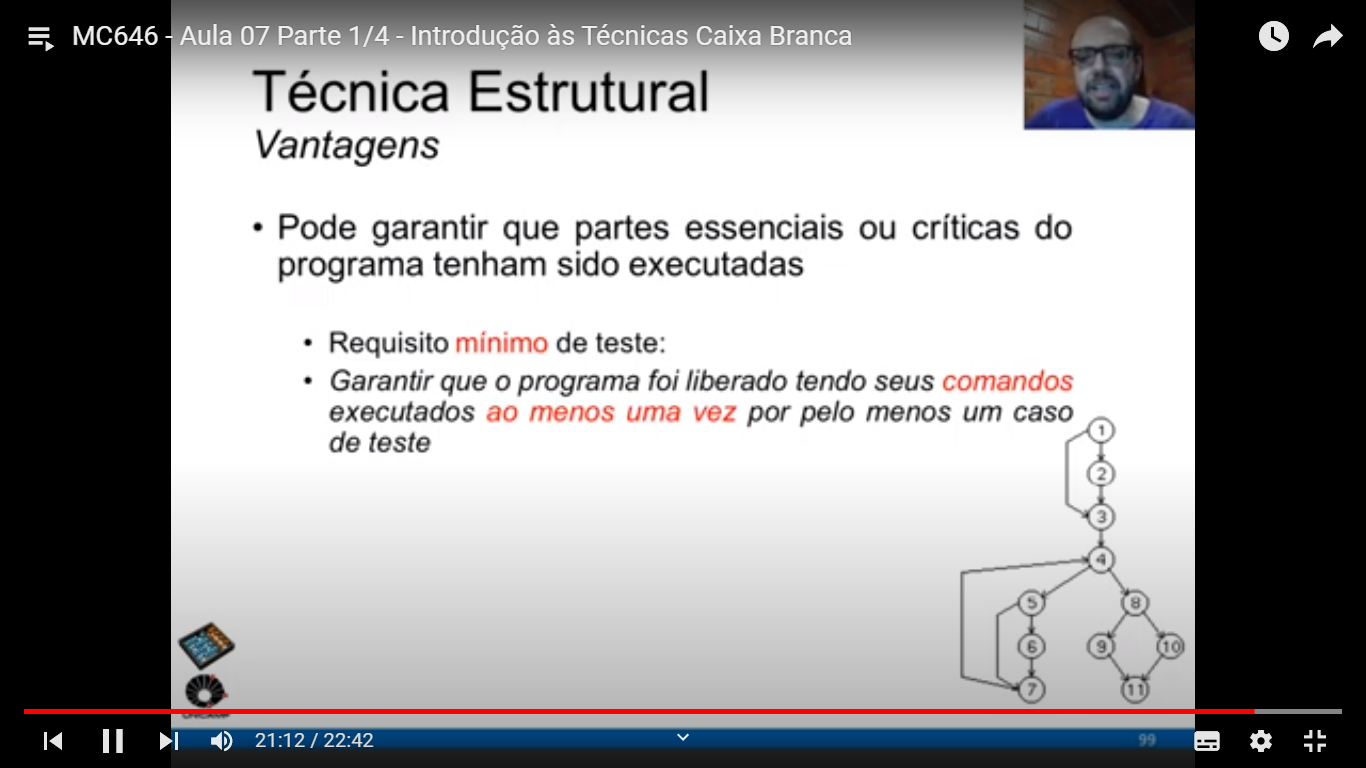 MC646 - Aula 07 Parte 1/4 - Introdução às Técnicas Caixa Branca
Técnica Estrutural
Vantagens
• Pode garantir que partes essenciais ou críticas do
programa tenham sido executadas
• Requisito mínimo de teste:
• Garantir que o programa foi liberado tendo seus comandos
executados ao menos uma vez por pelo menos um caso
de teste
1
2
3
4
5
8
6
9
10
7
11
UNICAMP
21:12 / 22:42
99